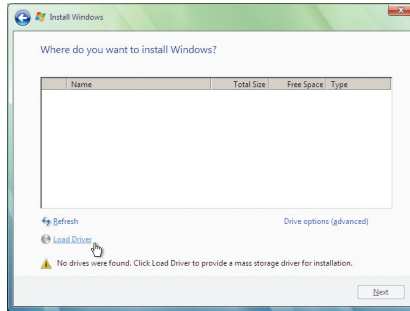 Install Windows
Where do you want to install Windows?
Name Total Size Free Space Type
Refresh Drive options (advanced)
Load Driver
No drives were found. Click Load Driver to provide a mass storage driver for installation.
Next